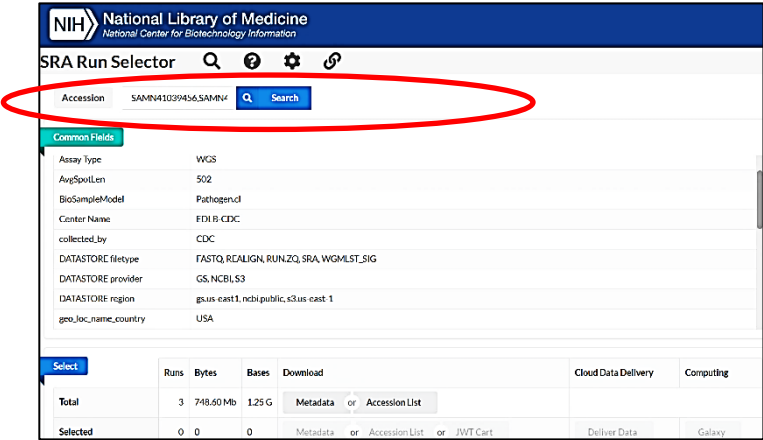 NIH National Library of Medicine
National Center for Biotechnology Information
SRA Run Selector
Accession SAMN41039456,SAMN4 Search
Common Fields
Assay Type WGS
AvgSpotLen 502
BioSampleModel Pathogen.cl
Center Name EDLB-CDC
collected_by CDC
DATASTORE filetype FASTQ, REALIGN, RUN.ZQ, SRA, WGMLST_SIG
DATASTORE provider GS, NCBI, S3
DATASTORE region gs.us-east1, ncbi.public, s3.us-east-1
geo_loc_name_country USA
Select Runs Bytes Bases Download Cloud Data Delivery Computing
Total 3 748.60 Mb 1.25 G Metadata or Accession List
Selected 0 0 0 Metadata or Accession List or JWT Cart Deliver Data Galaxy